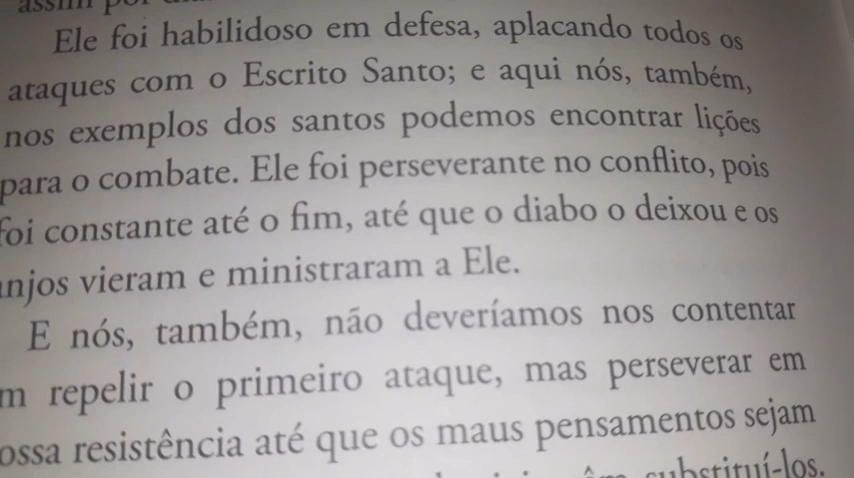 assim por
Ele foi habilidoso em defesa, aplacando todos os
ataques com o Escrito Santo; e aqui nós, também,
nos exemplos dos santos podemos encontrar lições
para o combate. Ele foi perseverante no conflito, pois
foi constante até o fim, até que o diabo o deixou e os
anjos vieram e ministraram a Ele.
E nós, também, não deveríamos nos contentar
m repelir o primeiro ataque, mas perseverar em
ossa resistência até que os maus pensamentos sejam
substituí-los.